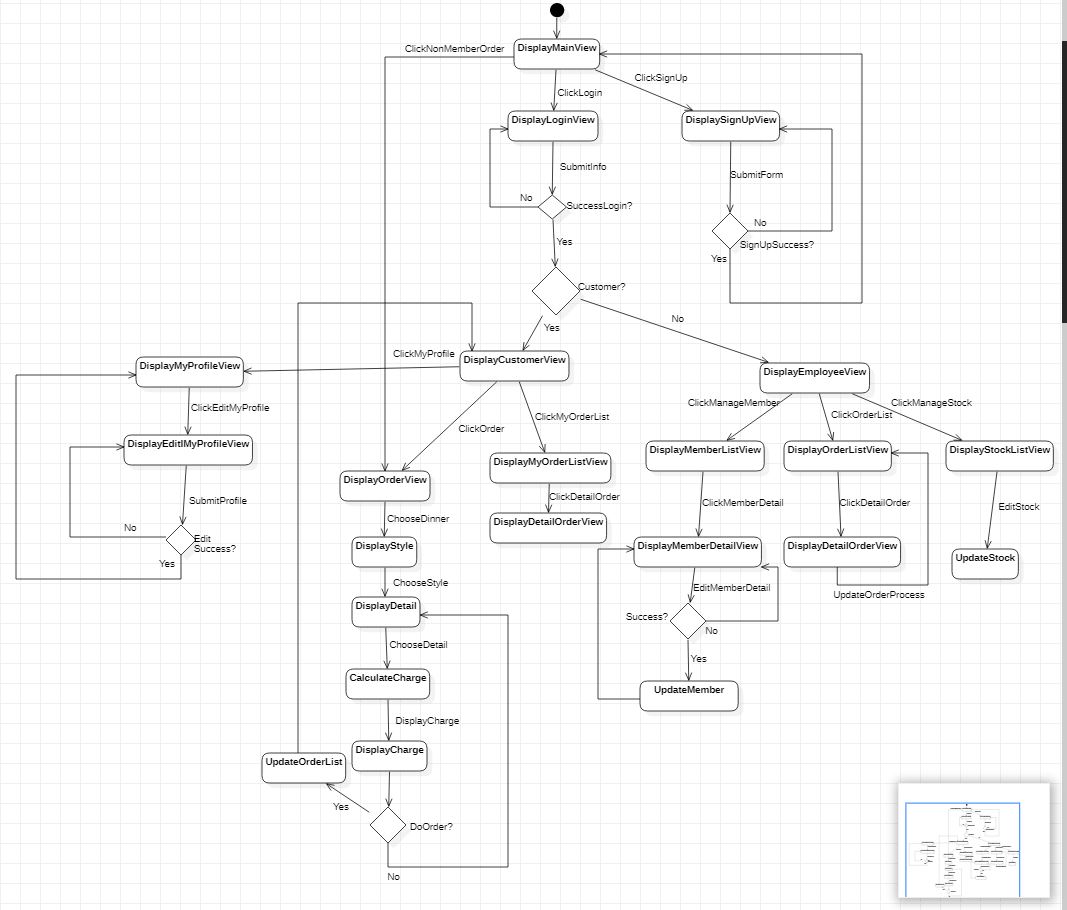 ClickNonMemberOrder
DisplayMainView
ClickSignUp
ClickLogin
DisplayLoginView
DisplaySignUpView
SubmitInfo
SubmitForm
No
SuccessLogin?
No
SignUpSuccess?
Yes
Yes
Customer?
No
Yes
ClickMyProfile
DisplayCustomerView
DisplayMyProfileView
DisplayEmployeeView
ClickEditMyProfile
ClickManageMember
ClickOrderList
ClickManageStock
ClickOrder
ClickMyOrderList
DisplayEditlMyProfileView
DisplayMyOrderListView
DisplayMemberListView
DisplayOrderListView
DisplayStockListView
DisplayOrderView
SubmitProfile
ClickDetailOrder
ClickMemberDetail
ClickDetailOrder
EditStock
ChooseDinner
DisplayDetailOrderView
No
Edit
Success?
Yes
DisplayStyle
DisplayMemberDetailView
DisplayDetailOrderView
UpdateStock
ChooseStyle
EditMemberDetail
UpdateOrderProcess
DisplayDetail
Success?
No
ChooseDetail
Yes
CalculateCharge
UpdateMember
DisplayCharge
DisplayCharge
UpdateOrderList
Yes
DoOrder?
No